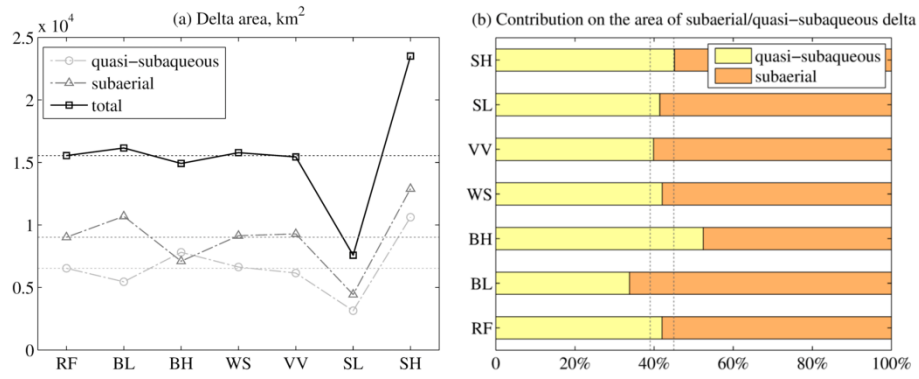 (a) Delta area, km²
x 10⁴
2.5
2
1.5
1
0.5
0
quasi−subaqueous
subaerial
total
RF BL BH WS VV SL SH
(b) Contribution on the area of subaerial/quasi−subaqueous delta
quasi−subaqueous
subaerial
SH
SL
VV
WS
BH
BL
RF
0 20% 40% 60% 80% 100%